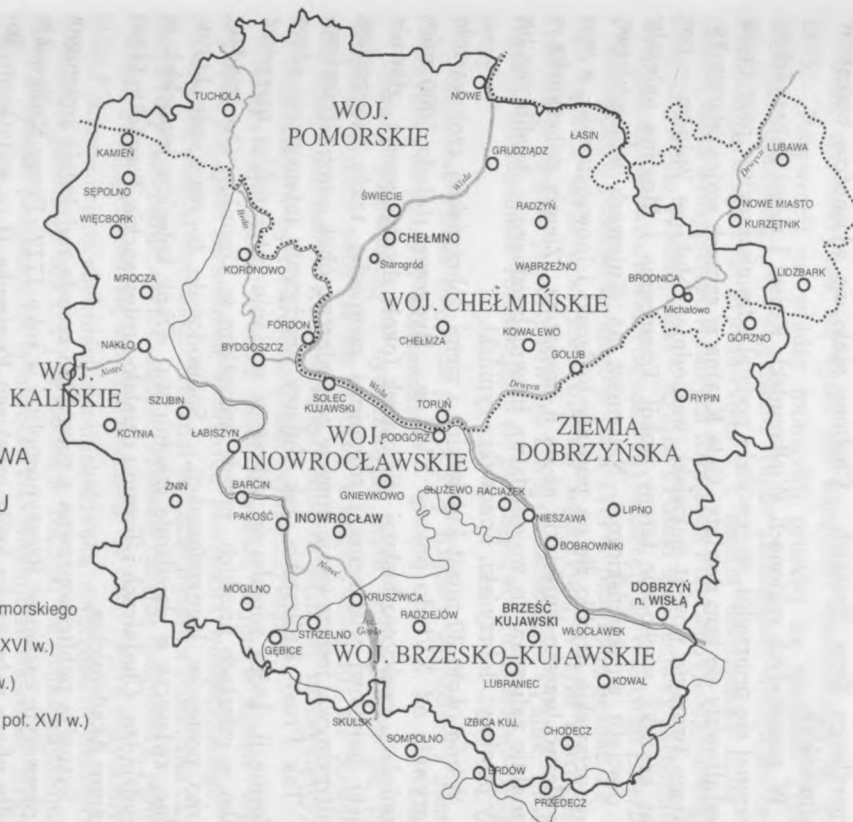 NOWE
TUCHOLA
WOJ.
POMORSKIE
ŁASIN
GRUDZIĄDZ
KAMIEŃ
LUBAWA
Drwęca
SĘPOLNO
Wisła
ŚWIECIE
RADZYŃ
NOWE MIASTO
KURZĘTNIK
WIĘCBORK
Brda
CHEŁMNO
Starogród
KORONOWO
WĄBRZEŹNO
BRODNICA
LIDZBARK
MROCZA
WOJ. CHEŁMIŃSKIE
Michałowo
GÓRZNO
FORDON
CHEŁMŻA
KOWALEWO
NAKŁO
BYDGOSZCZ
GOLUB
Noteć
WOJ.
KALISKIE
SOLEC
KUJAWSKI
Wisła
Drwęca
RYPIN
SZUBIN
TORUŃ
KCYNIA
ŁABISZYN
WOJ.
INOWROCŁAWSKIE
PODGÓRZ
ZIEMIA
DOBRZYŃSKA
WA
U
ŻNIN
BARCIN
GNIEWKOWO
SŁUŻEWO
RACIĄŻEK
PAKOŚĆ
INOWROCŁAW
NIESZAWA
LIPNO
BOBROWNIKI
Noteć
MOGILNO
KRUSZWICA
DOBRZYŃ
n. WISŁĄ
morskiego
STRZELNO
RADZIEJÓW
BRZEŚĆ
KUJAWSKI
WŁOCŁAWEK
Gopło
XVI w.)
GĘBICE
WOJ. BRZESKO–KUJAWSKIE
w.)
LUBRANIEC
KOWAL
poł. XVI w.)
SKULSK
IZBICA KUJ.
CHODECZ
SOMPOLNO
BRDÓW
PRZEDECZ